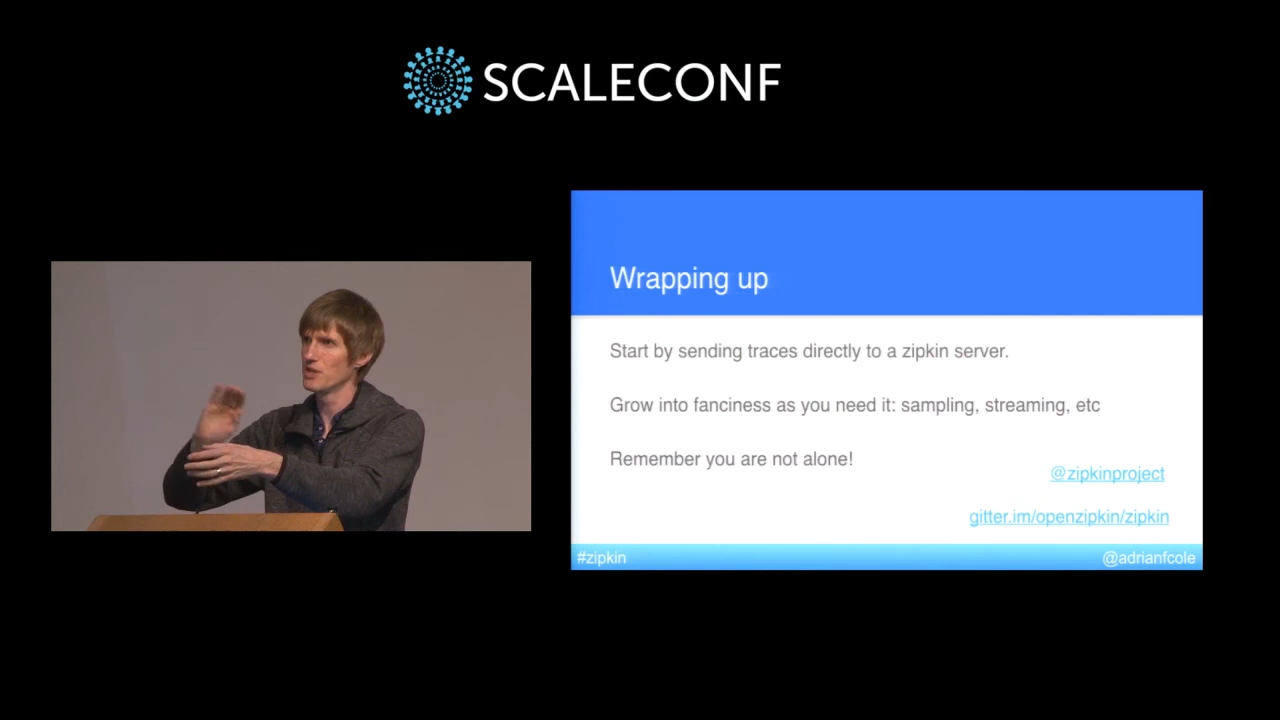 SCALECONF
Wrapping up
Start by sending traces directly to a zipkin server.
Grow into fanciness as you need it: sampling, streaming, etc
Remember you are not alone!
@zipkinproject
gitter.im/openzipkin/zipkin
#zipkin
@adrianfcole